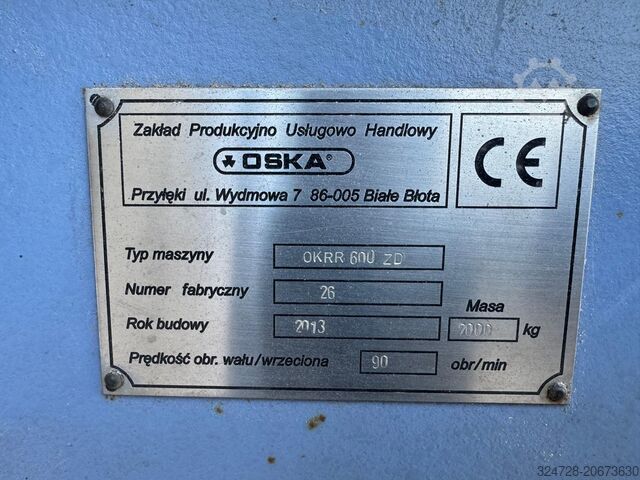 Zakład Produkcyjno Usługowo Handlowy
OSKA®
Przyłęki ul. Wydmowa 7 86-005 Białe Błota
CE
Typ maszyny OKRR 600 ZD
Numer fabryczny 26
Masa
Rok budowy 2013 2000 kg
Prędkość obr. wału/wrzeciona 90 obr/min
324728-20673630